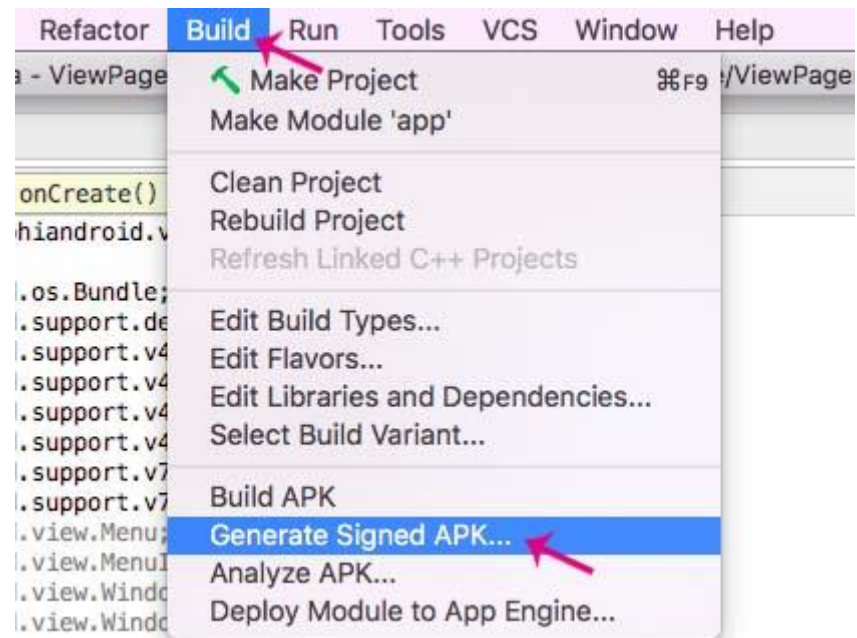 Refactor Build Run Tools VCS Window Help
a - ViewPage /ViewPage
Make Project ⌘F9
Make Module 'app'
Clean Project
onCreate()
Rebuild Project
hiandroid.v
Refresh Linked C++ Projects
.os.Bundle;
Edit Build Types...
.support.de
.support.v4
Edit Flavors...
.support.v4
Edit Libraries and Dependencies...
.support.v4
.support.v4
Select Build Variant...
.support.v7
Build APK
.support.v7
.view.Menu;
Generate Signed APK...
.view.MenuI
Analyze APK...
.view.Windo
Deploy Module to App Engine...
.view.Windo